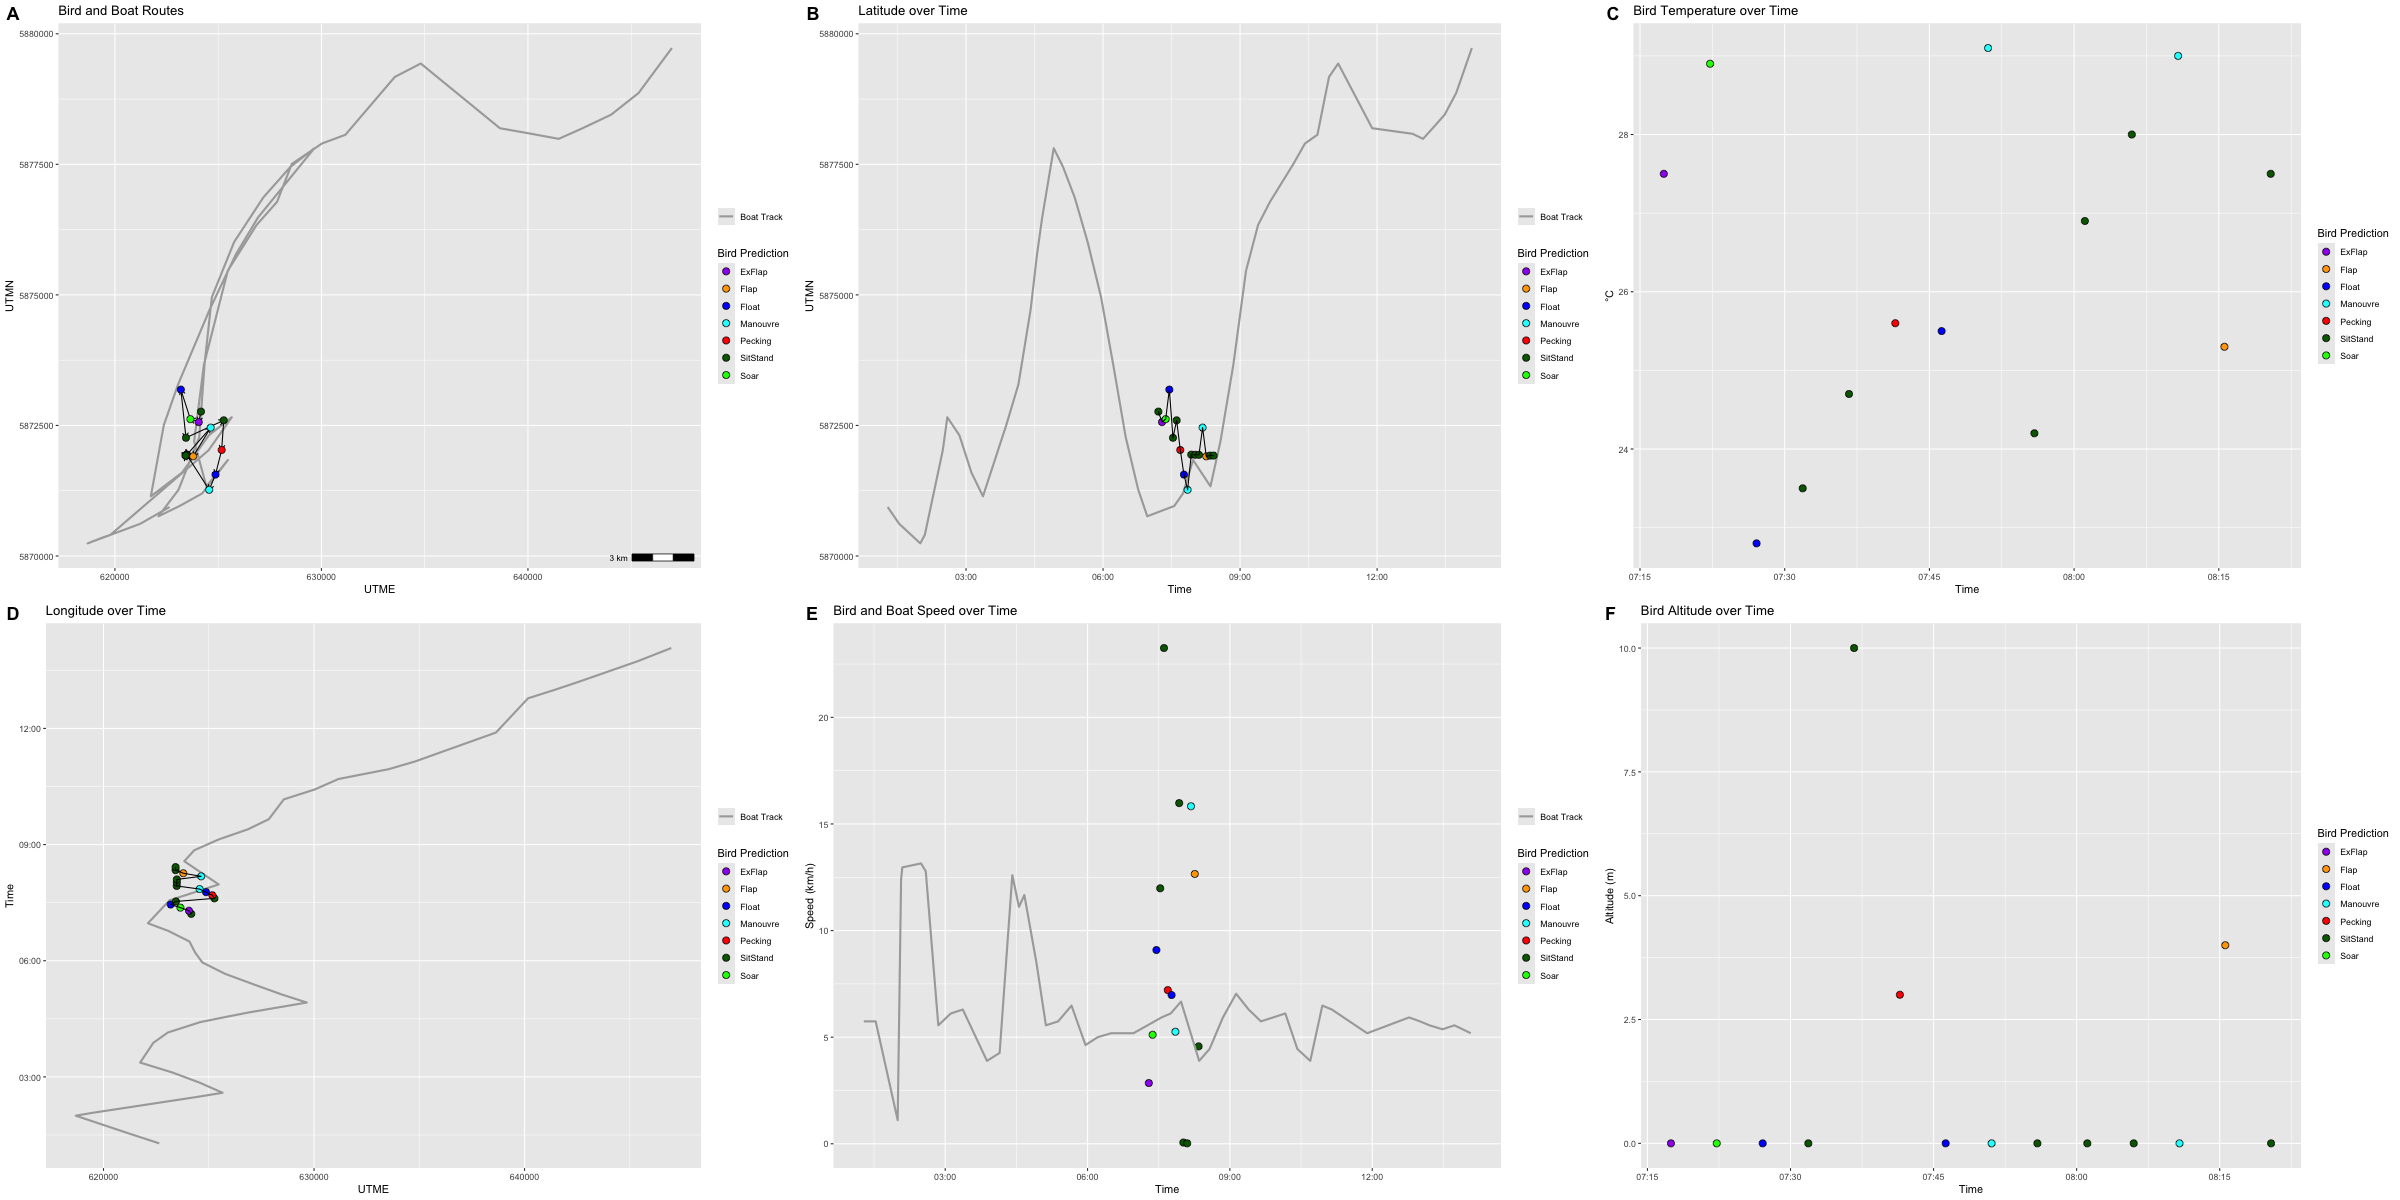 A Bird and Boat Routes
5880000
5877500
5875000
5872500
5870000
UTMN
620000 630000 640000
UTME
3 km
Boat Track
Bird Prediction
ExFlap
Flap
Float
Manouvre
Pecking
SitStand
Soar
B Latitude over Time
5880000
5877500
5875000
5872500
5870000
UTMN
03:00 06:00 09:00 12:00
Time
Boat Track
Bird Prediction
ExFlap
Flap
Float
Manouvre
Pecking
SitStand
Soar
C Bird Temperature over Time
28
26
24
°C
07:15 07:30 07:45 08:00 08:15
Time
Bird Prediction
ExFlap
Flap
Float
Manouvre
Pecking
SitStand
Soar
D Longitude over Time
12:00
09:00
06:00
03:00
Time
620000 630000 640000
UTME
Boat Track
Bird Prediction
ExFlap
Flap
Float
Manouvre
Pecking
SitStand
Soar
E Bird and Boat Speed over Time
20
15
10
5
0
Speed (km/h)
03:00 06:00 09:00 12:00
Time
Boat Track
Bird Prediction
ExFlap
Flap
Float
Manouvre
Pecking
SitStand
Soar
F Bird Altitude over Time
10.0
7.5
5.0
2.5
0.0
Altitude (m)
07:15 07:30 07:45 08:00 08:15
Time
Bird Prediction
ExFlap
Flap
Float
Manouvre
Pecking
SitStand
Soar